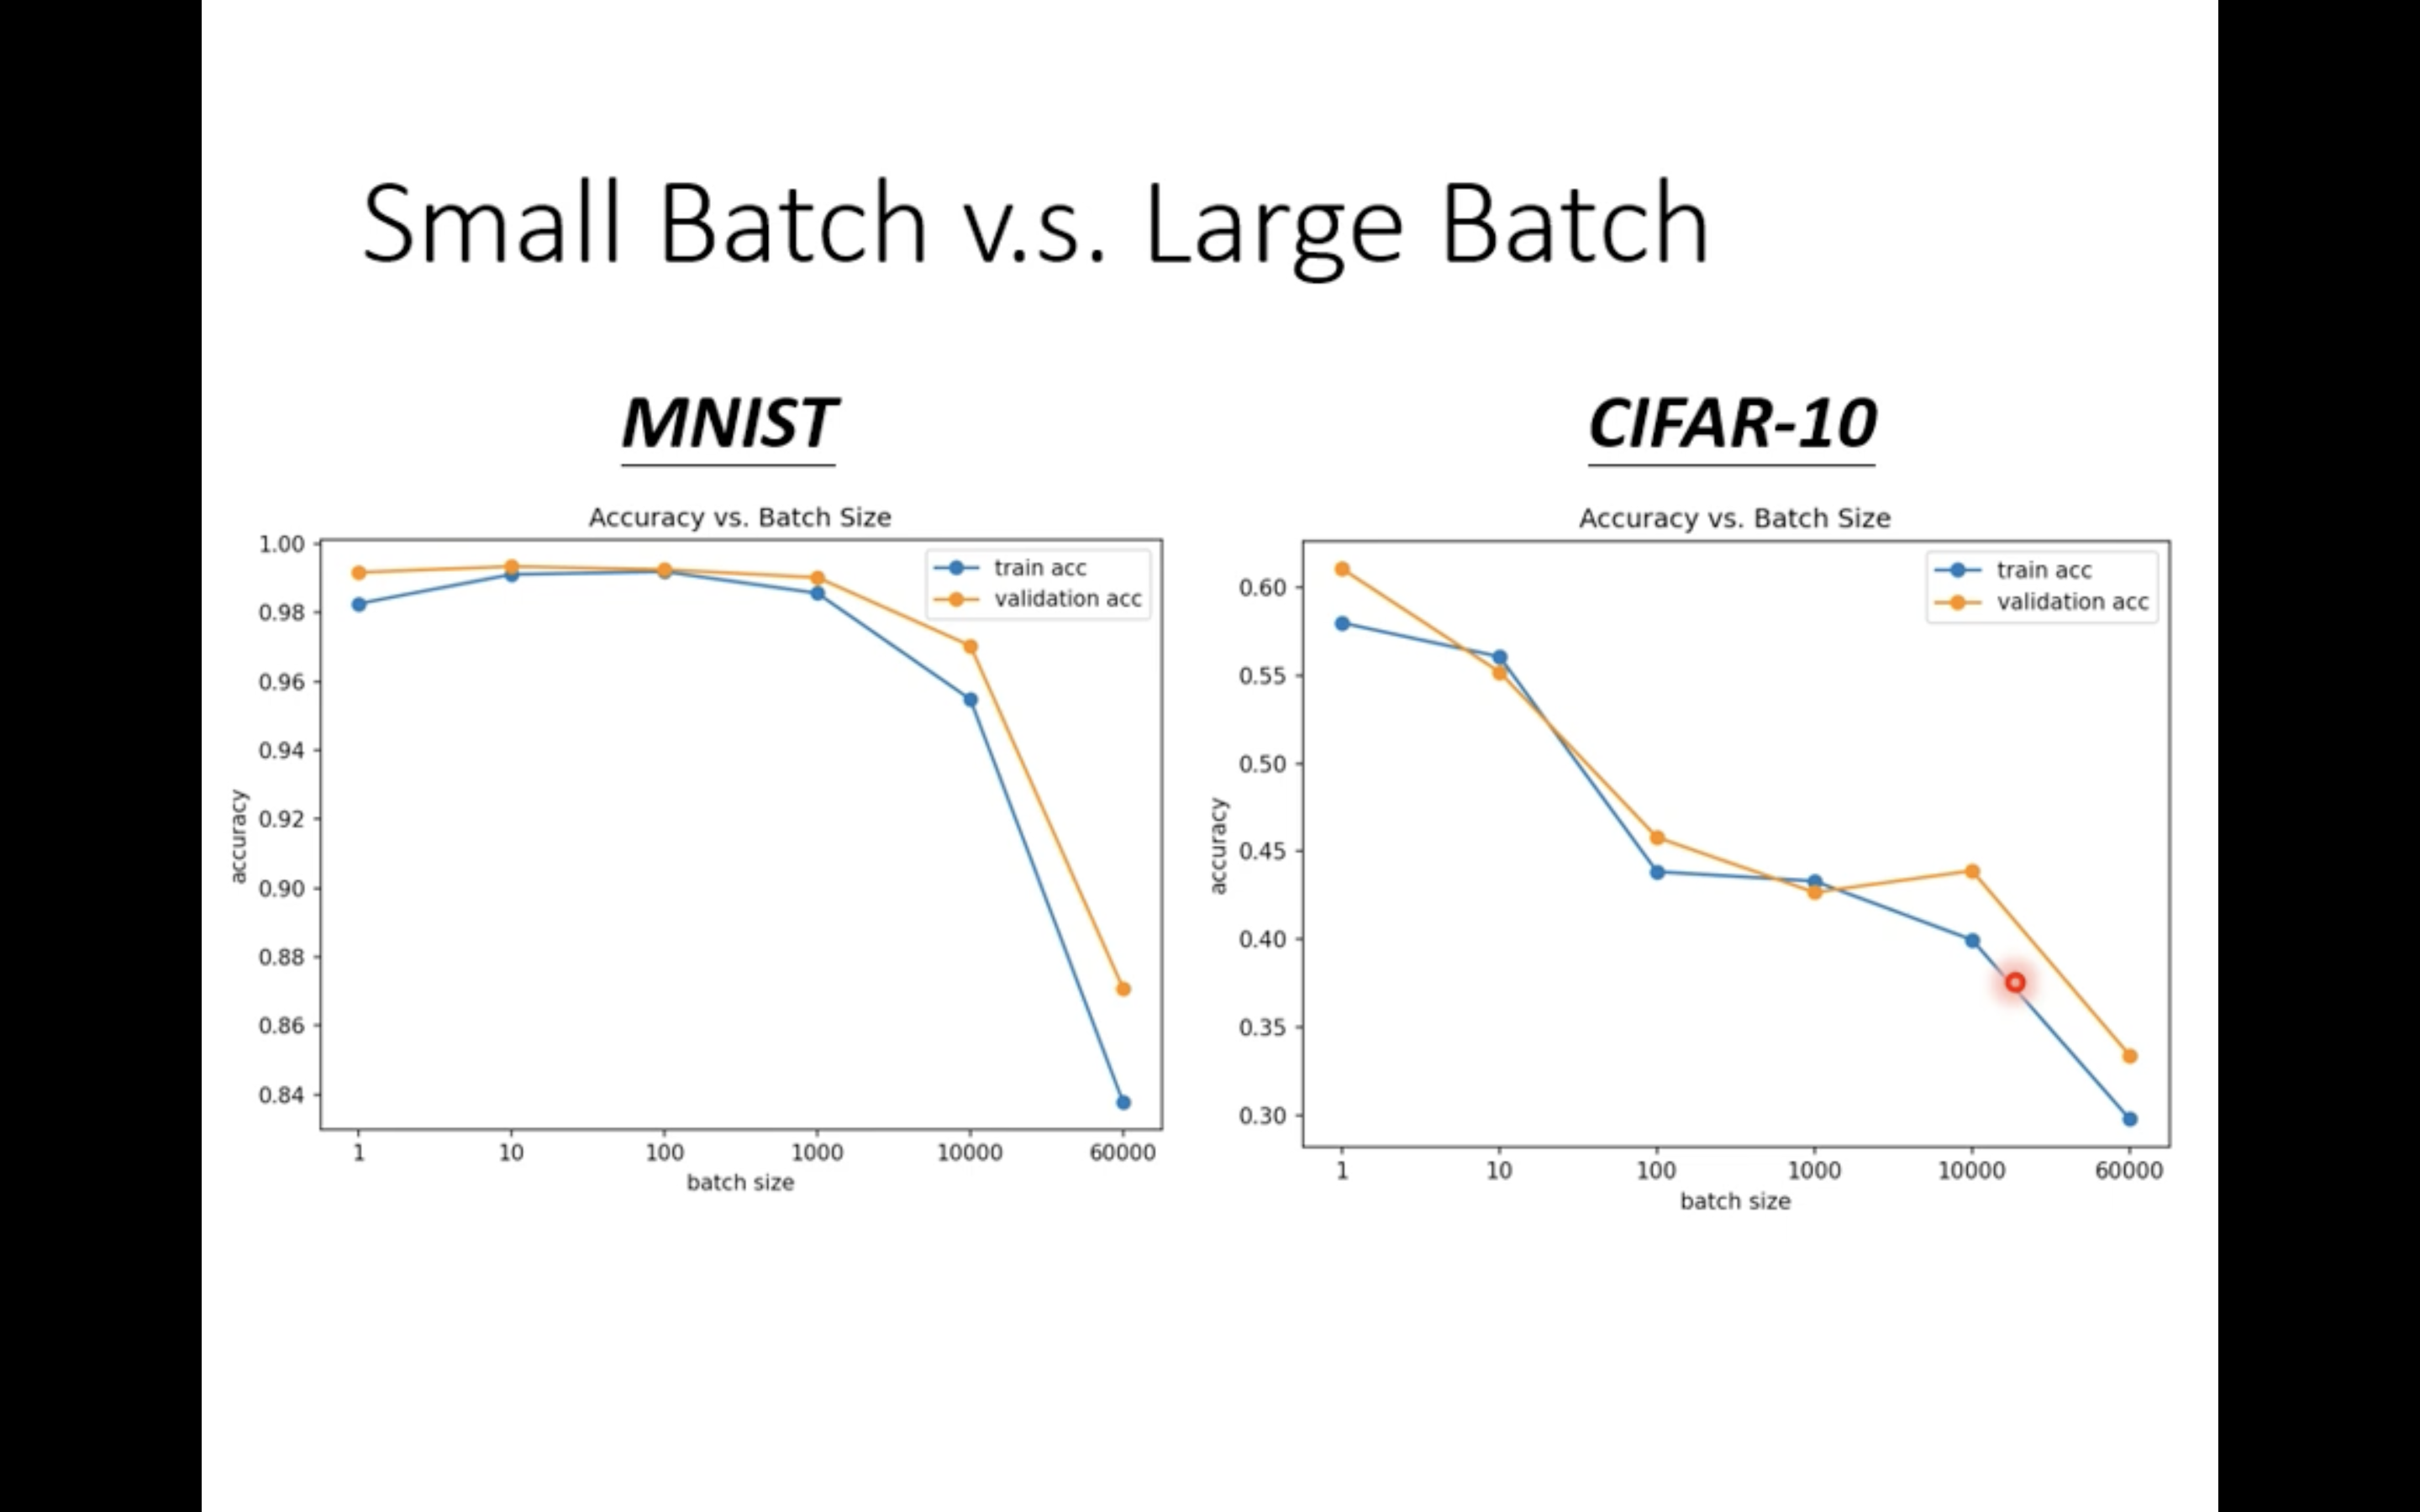 Small Batch v.s. Large Batch
MNIST
Accuracy vs. Batch Size
1.00
0.98
0.96
0.94
0.92
0.90
0.88
0.86
0.84
accuracy
train acc
validation acc
1 10 100 1000 10000 60000
batch size
CIFAR-10
Accuracy vs. Batch Size
0.60
0.55
0.50
0.45
0.40
0.35
0.30
accuracy
train acc
validation acc
1 10 100 1000 10000 60000
batch size